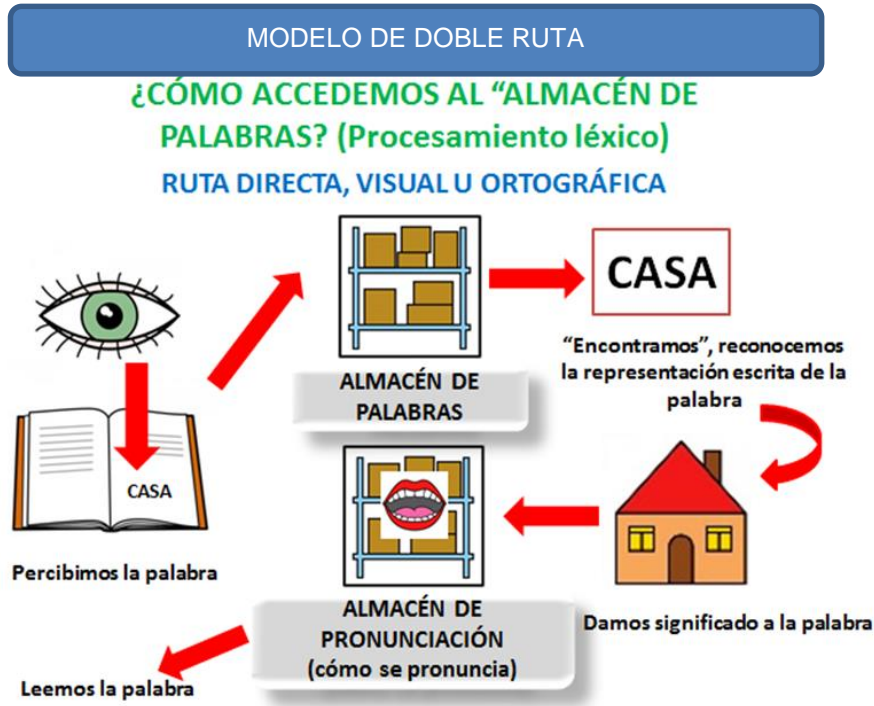 MODELO DE DOBLE RUTA
¿CÓMO ACCEDEMOS AL “ALMACÉN DE
PALABRAS? (Procesamiento léxico)
RUTA DIRECTA, VISUAL U ORTOGRÁFICA
CASA
Percibimos la palabra
ALMACÉN DE
PALABRAS
CASA
“Encontramos”, reconocemos
la representación escrita de la
palabra
Damos significado a la palabra
ALMACÉN DE
PRONUNCIACIÓN
(cómo se pronuncia)
Leemos la palabra